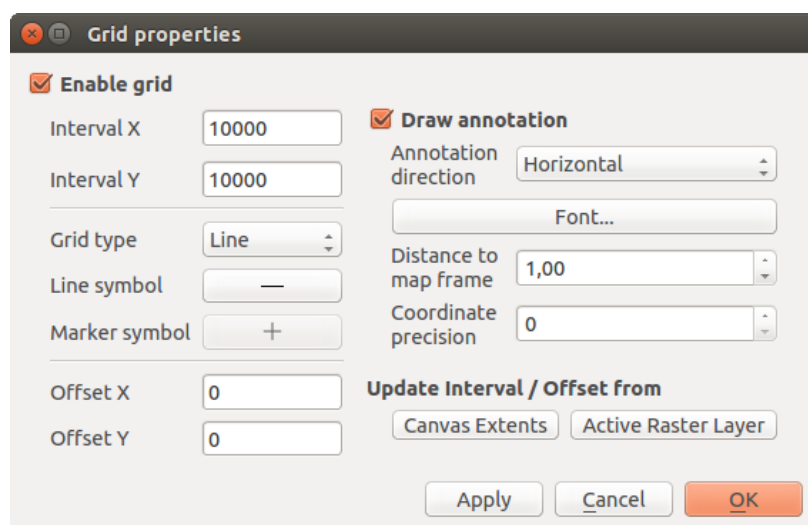 Grid properties
Enable grid
Interval X
10000
Interval Y
10000
Grid type
Line
Line symbol
Marker symbol
Offset X
0
Offset Y
0
Draw annotation
Annotation
direction
Horizontal
Font...
Distance to
map frame
1,00
Coordinate
precision
0
Update Interval / Offset from
Canvas Extents
Active Raster Layer
Apply
Cancel
OK